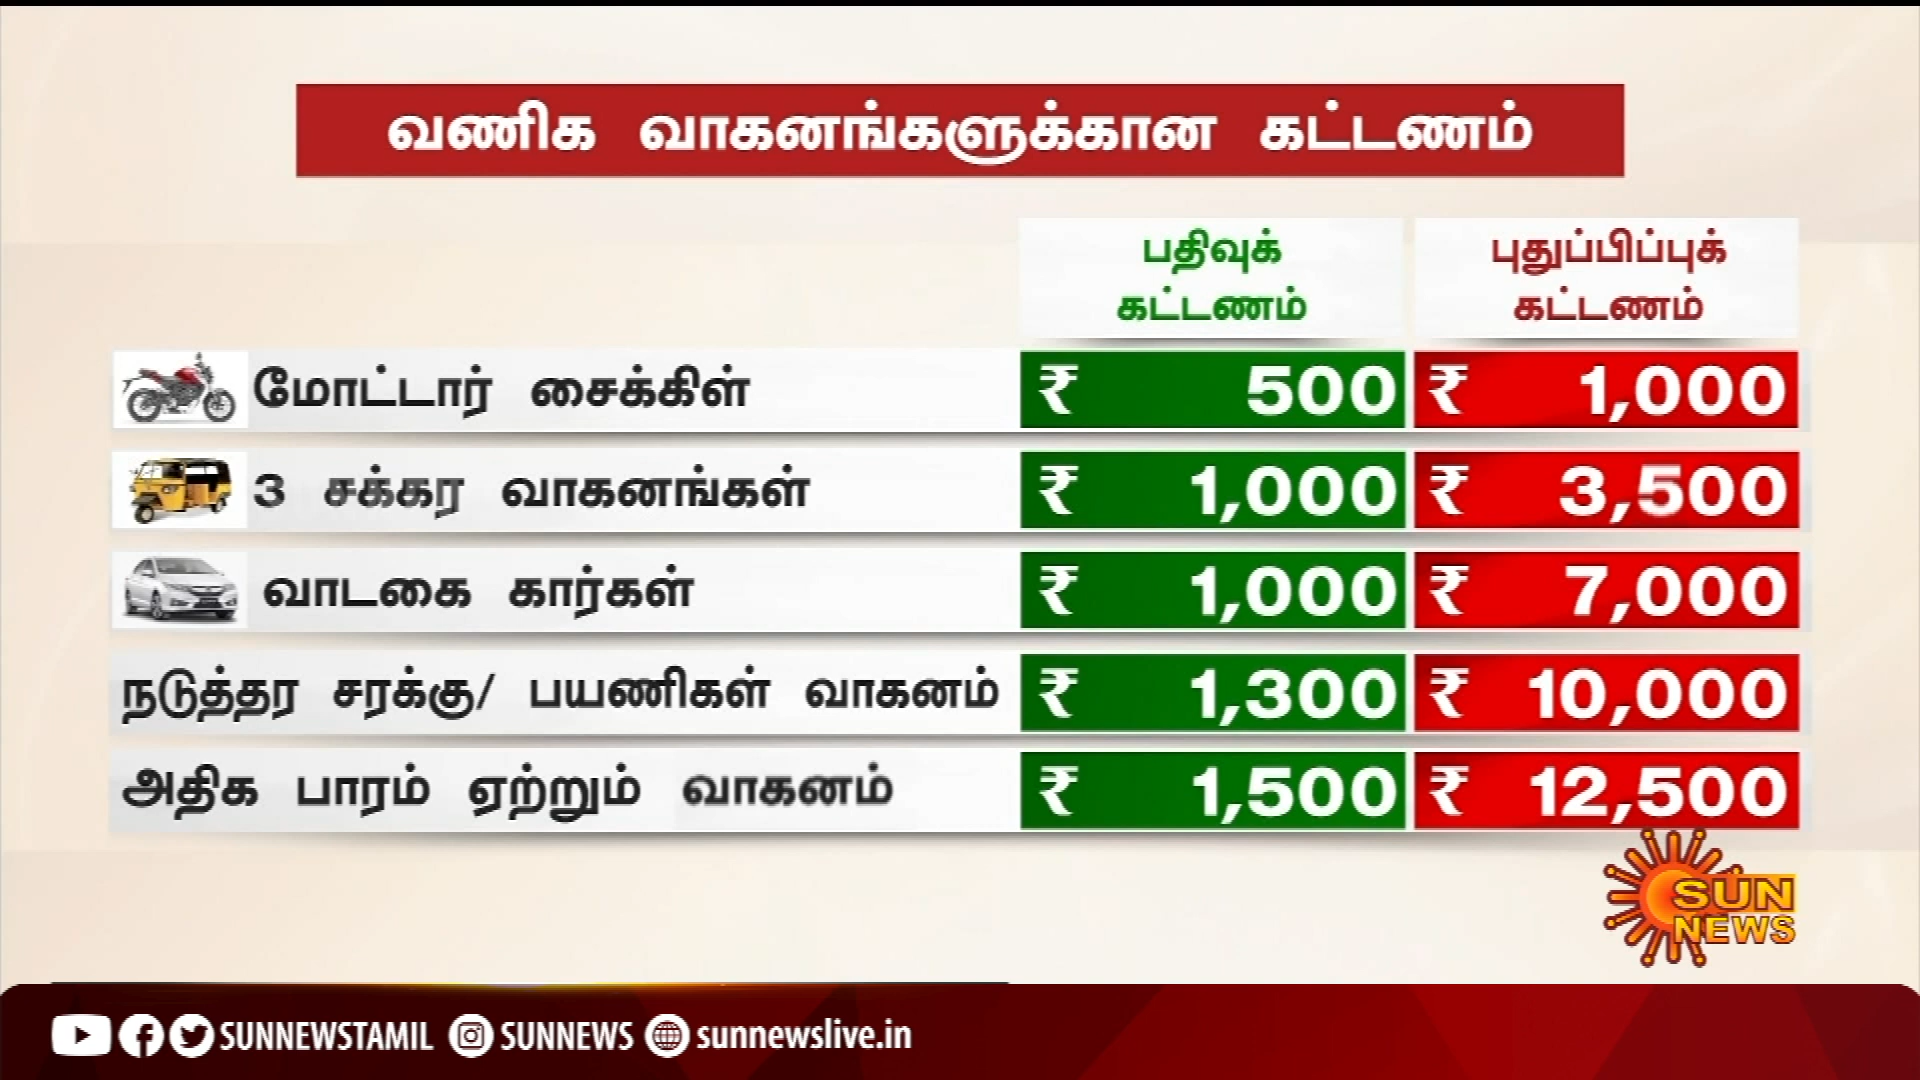 வணிக வாகனங்களுக்கான கட்டணம்
பதிவுக் கட்டணம் புதுப்பிப்புக் கட்டணம்
மோட்டார் சைக்கிள் ₹ 500 ₹ 1,000
3 சக்கர வாகனங்கள் ₹ 1,000 ₹ 3,500
வாடகை கார்கள் ₹ 1,000 ₹ 7,000
நடுத்தர சரக்கு/ பயணிகள் வாகனம் ₹ 1,300 ₹ 10,000
அதிக பாரம் ஏற்றும் வாகனம் ₹ 1,500 ₹ 12,500
SUN
NEWS
SUNNEWSTAMIL SUNNEWS sunnewslive.in